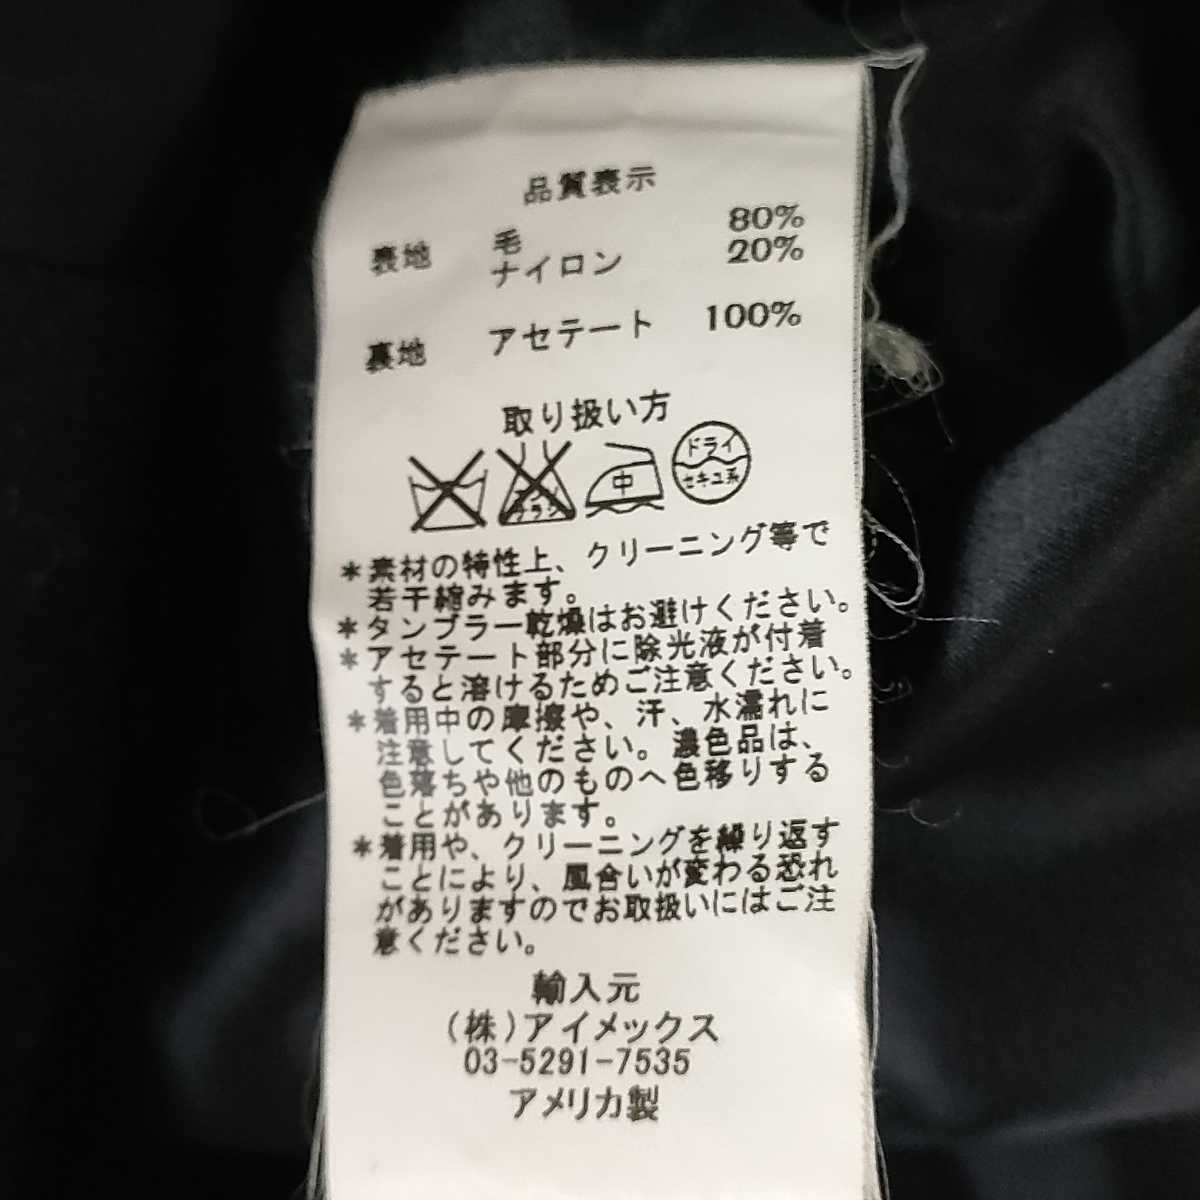 品質表示
表地 毛 80%
ナイロン 20%
裏地 アセテート 100%
取り扱い方
エンソ
サラシ
中
ドライ
セキユ系
＊素材の特性上、クリーニング等で
若干縮みます。
＊タンブラー乾燥はお避けください。
＊アセテート部分に除光液が付着
すると溶けるためご注意ください。
＊着用中の摩擦や、汗、水濡れに
注意してください。濃色品は、
色落ちや他のものへ色移りする
ことがあります。
＊着用や、クリーニングを繰り返す
ことにより、風合いが変わる恐れ
がありますのでお取扱いにはご注
意ください。
輸入元
(株)アイメックス
03-5291-7535
アメリカ製